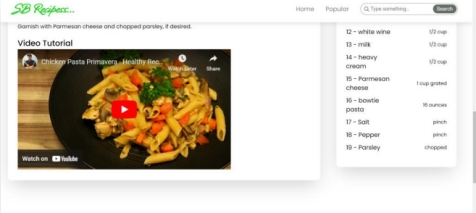 SB Recipess...
Home
Popular
Type something...
Search
Garnish with Parmesan cheese and chopped parsley, if desired.
Video Tutorial
Chicken Pasta Primavera - Healthy Rec...
Watch Later
Share
Watch on YouTube
12 - white wine 1/2 cup
13 - milk 1/2 cup
14 - heavy
cream 1/2 cup
15 - Parmesan
cheese 1 cup grated
16 - bowtie
pasta 16 ounces
17 - Salt pinch
18 - Pepper pinch
19 - Parsley chopped